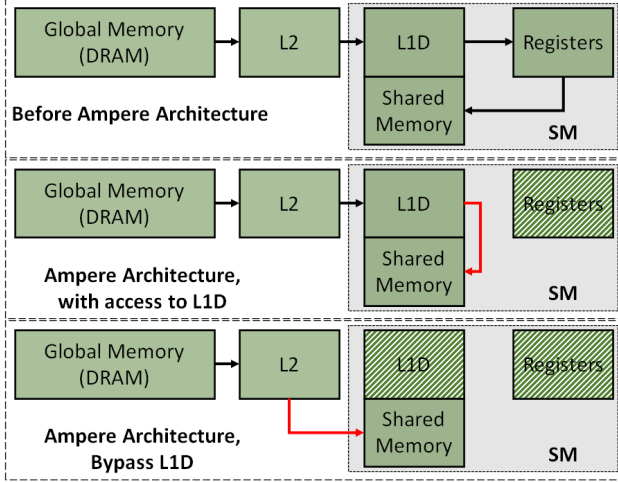 Global Memory
(DRAM)
L2
L1D
Registers
Shared
Memory
Before Ampere Architecture
SM
Global Memory
(DRAM)
L2
L1D
Registers
Shared
Memory
Ampere Architecture,
with access to L1D
SM
Global Memory
(DRAM)
L2
L1D
Registers
Shared
Memory
Ampere Architecture,
Bypass L1D
SM